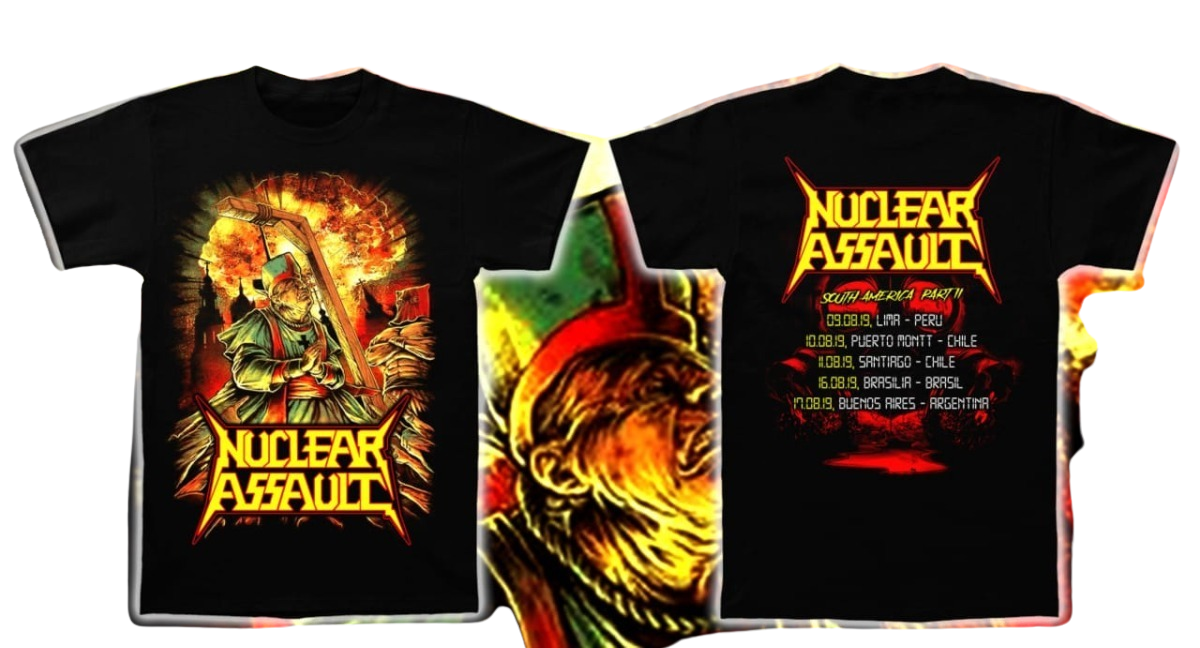 NUCLEAR
ASSAULT
NUCLEAR
ASSAULT
SOUTH AMERICA PART II
09.08.19, LIMA - PERU
10.08.19, PUERTO MONTT - CHILE
11.08.19, SANTIAGO - CHILE
16.08.19, BRASILIA - BRASIL
17.08.19, BUENOS AIRES - ARGENTINA